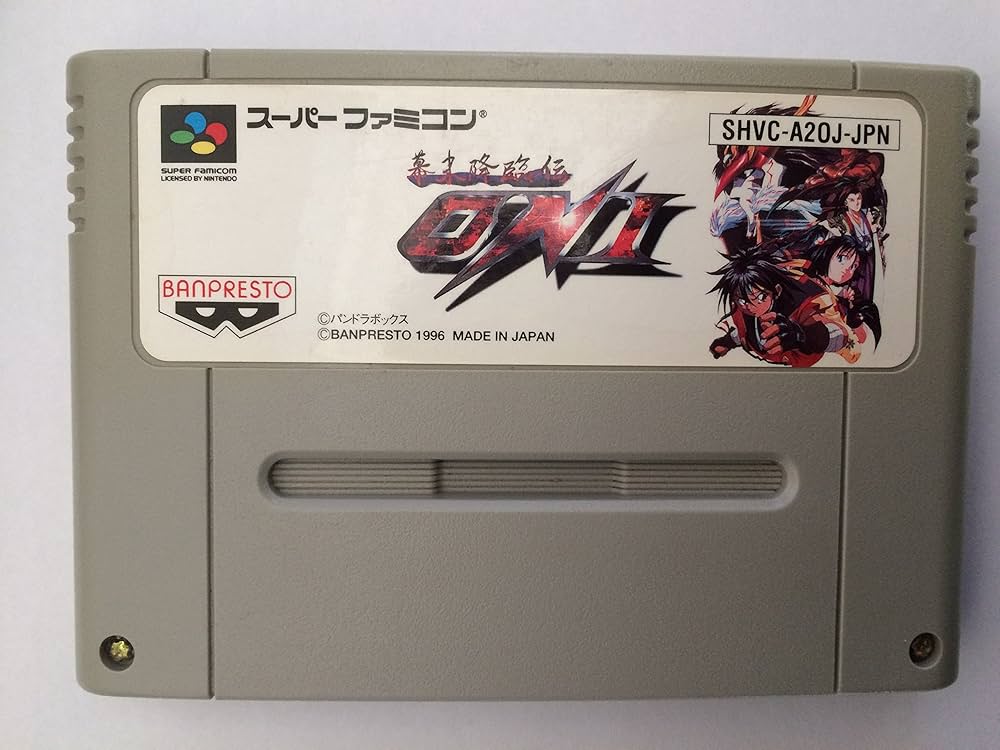 スーパーファミコン®
SUPER FAMICOM
LICENSED BY NINTENDO
幕末降臨伝
ONI
SHVC-A2OJ-JPN
BANPRESTO
©パンドラボックス
©BANPRESTO 1996 MADE IN JAPAN